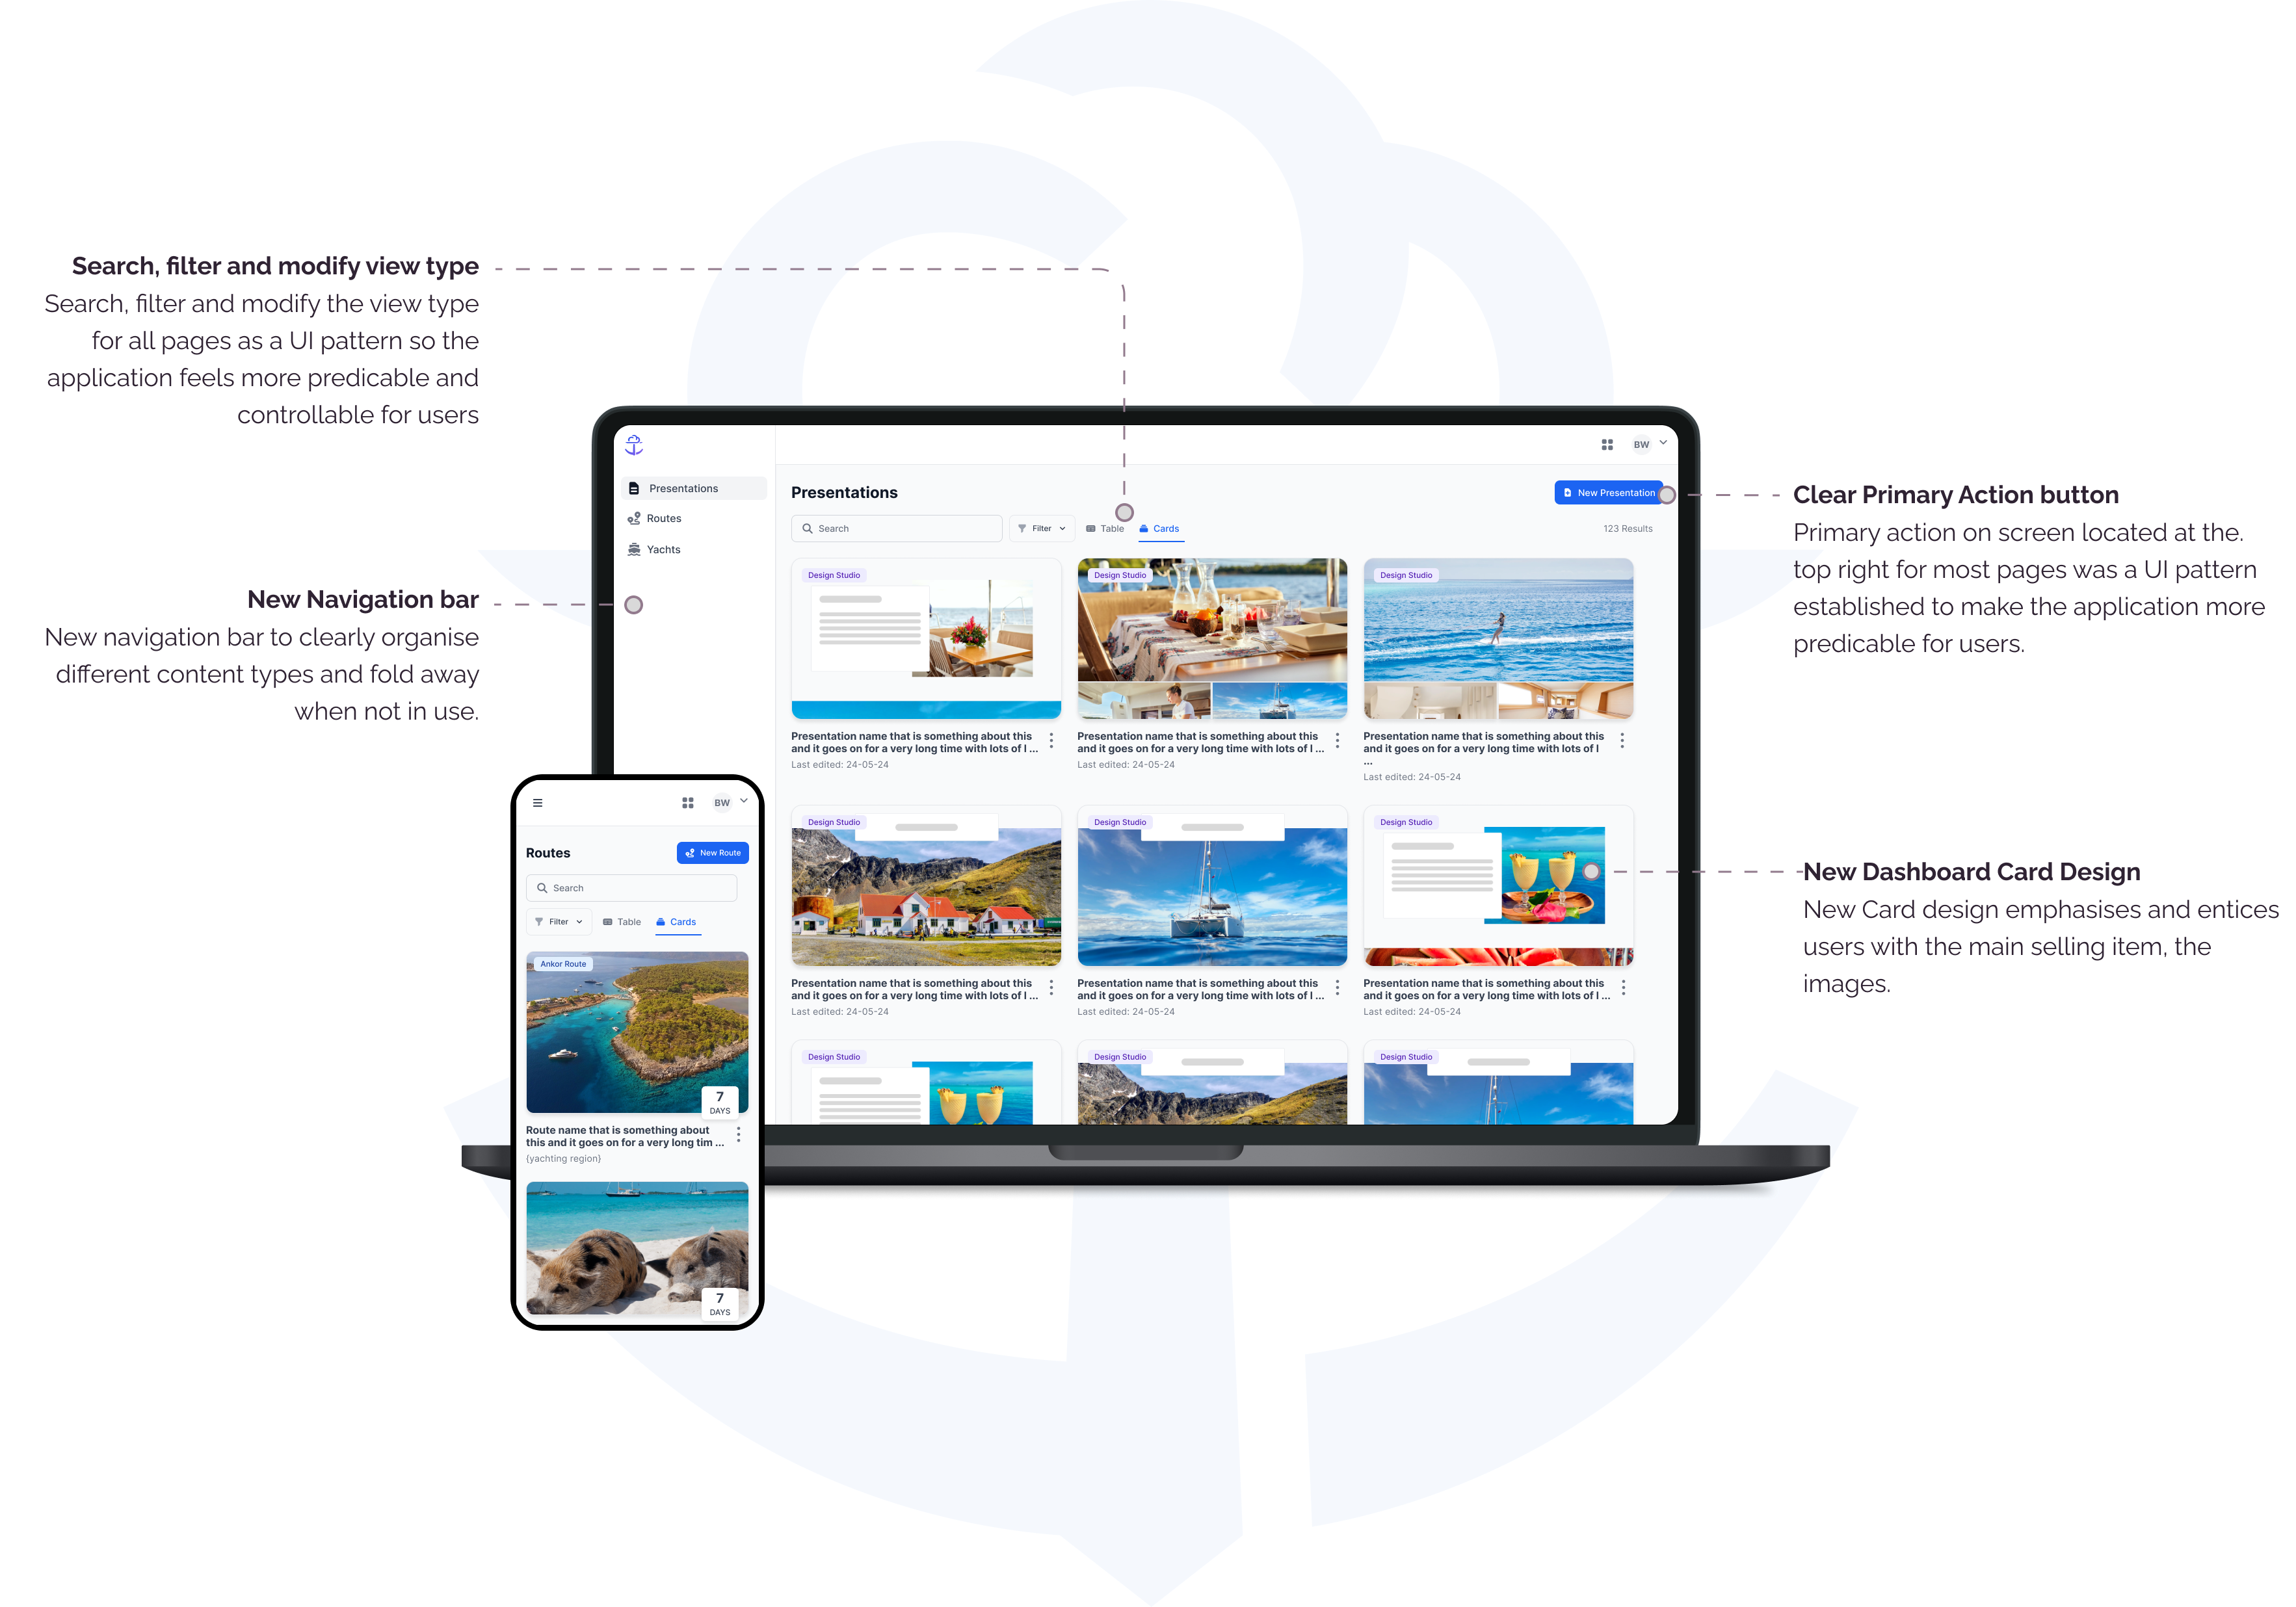 Search, filter and modify view type
Search, filter and modify the view type
for all pages as a UI pattern so the
application feels more predicable and
controllable for users
New Navigation bar
New navigation bar to clearly organise
different content types and fold away
when not in use.
BW
Presentations
Routes
Yachts
Presentations
New Presentation
Search
Filter
Table
Cards
123 Results
Design Studio
Design Studio
Design Studio
Presentation name that is something about this
and it goes on for a very long time with lots of l ...
Last edited: 24-05-24
Presentation name that is something about this
and it goes on for a very long time with lots of l ...
Last edited: 24-05-24
Presentation name that is something about this
and it goes on for a very long time with lots of l
...
Last edited: 24-05-24
Design Studio
Design Studio
Design Studio
Presentation name that is something about this
and it goes on for a very long time with lots of l ...
Last edited: 24-05-24
Presentation name that is something about this
and it goes on for a very long time with lots of l ...
Last edited: 24-05-24
Presentation name that is something about this
and it goes on for a very long time with lots of l ...
Last edited: 24-05-24
Design Studio
Design Studio
Design Studio
BW
Routes
New Route
Search
Filter
Table
Cards
Ankor Route
7
DAYS
Route name that is something about
this and it goes on for a very long tim ...
{yachting region}
7
DAYS
Clear Primary Action button
Primary action on screen located at the.
top right for most pages was a UI pattern
established to make the application more
predicable for users.
New Dashboard Card Design
New Card design emphasises and entices
users with the main selling item, the
images.